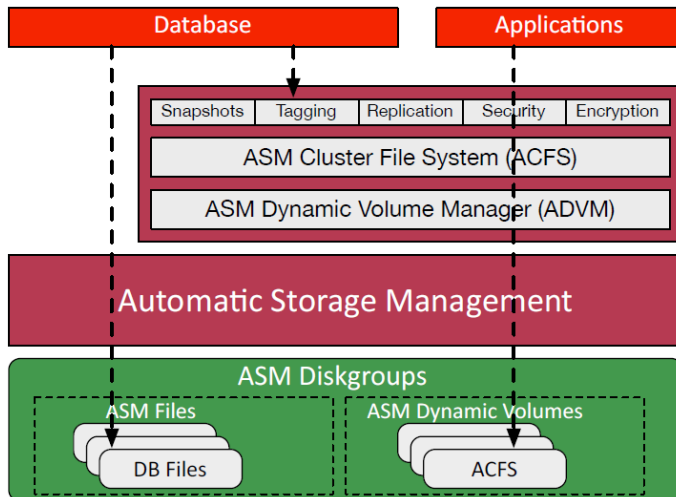 Database
Applications
Snapshots Tagging Replication Security Encryption
ASM Cluster File System (ACFS)
ASM Dynamic Volume Manager (ADVM)
Automatic Storage Management
ASM Diskgroups
ASM Files
ASM Dynamic Volumes
DB Files
ACFS